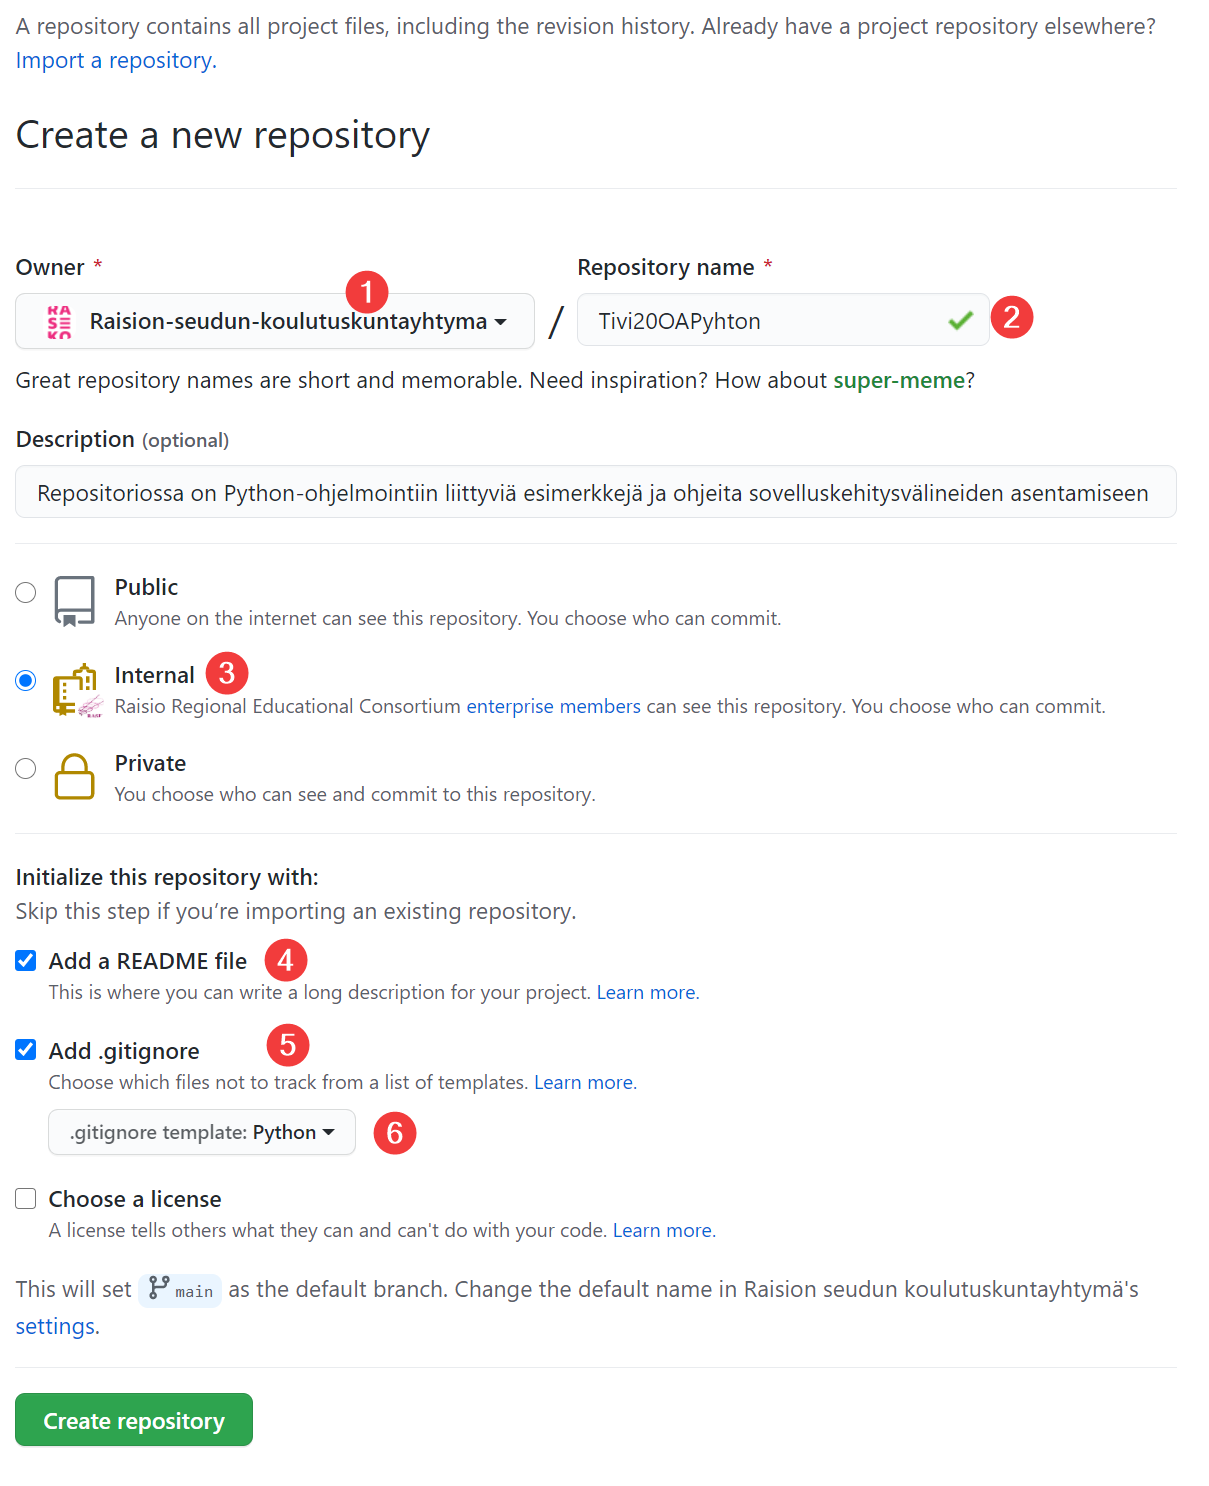 A repository contains all project files, including the revision history. Already have a project repository elsewhere?
Import a repository.
Create a new repository
Owner *
Repository name *
1
RA
SE
KO
Raision-seudun-koulutuskuntayhtyma
/
Tivi20OAPyhton
2
Great repository names are short and memorable. Need inspiration? How about super-meme?
Description (optional)
Repositoriossa on Python-ohjelmointiin liittyviä esimerkkejä ja ohjeita sovelluskehitysvälineiden asentamiseen
Public
Anyone on the internet can see this repository. You choose who can commit.
Internal
3
Raisio Regional Educational Consortium enterprise members can see this repository. You choose who can commit.
Private
You choose who can see and commit to this repository.
Initialize this repository with:
Skip this step if you’re importing an existing repository.
Add a README file
4
This is where you can write a long description for your project. Learn more.
Add .gitignore
5
Choose which files not to track from a list of templates. Learn more.
.gitignore template: Python
6
Choose a license
A license tells others what they can and can't do with your code. Learn more.
This will set main as the default branch. Change the default name in Raision seudun koulutuskuntayhtymä's
settings.
Create repository